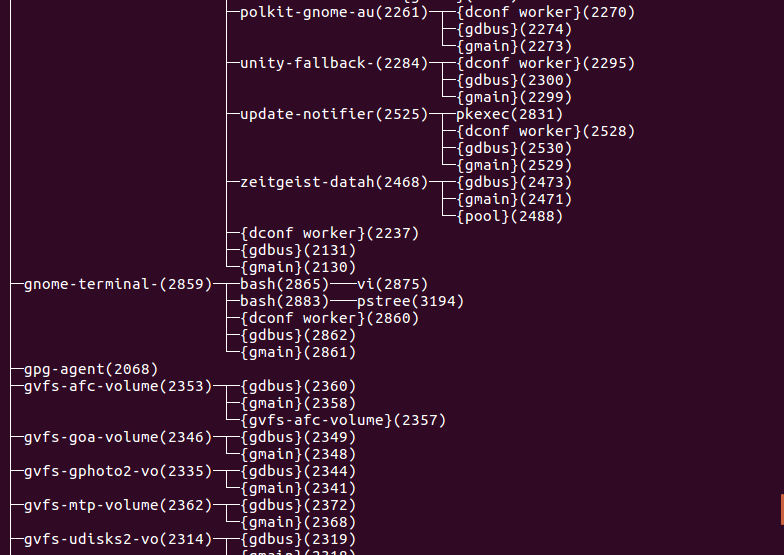 polkit-gnome-au(2261)─┬─{dconf worker}(2270)
├─{gdbus}(2274)
└─{gmain}(2273)
├─unity-fallback-(2284)─┬─{dconf worker}(2295)
├─{gdbus}(2300)
└─{gmain}(2299)
├─update-notifier(2525)─┬─pkexec(2831)
├─{dconf worker}(2528)
├─{gdbus}(2530)
└─{gmain}(2529)
├─zeitgeist-datah(2468)─┬─{gdbus}(2473)
├─{gmain}(2471)
└─{pool}(2488)
├─{dconf worker}(2237)
├─{gdbus}(2131)
└─{gmain}(2130)
├─gnome-terminal-(2859)─┬─bash(2865)───vi(2875)
├─bash(2883)───pstree(3194)
├─{dconf worker}(2860)
├─{gdbus}(2862)
└─{gmain}(2861)
├─gpg-agent(2068)
├─gvfs-afc-volume(2353)─┬─{gdbus}(2360)
├─{gmain}(2358)
└─{gvfs-afc-volume}(2357)
├─gvfs-goa-volume(2346)─┬─{gdbus}(2349)
└─{gmain}(2348)
├─gvfs-gphoto2-vo(2335)─┬─{gdbus}(2344)
└─{gmain}(2341)
├─gvfs-mtp-volume(2362)─┬─{gdbus}(2372)
└─{gmain}(2368)
├─gvfs-udisks2-vo(2314)─┬─{gdbus}(2319)